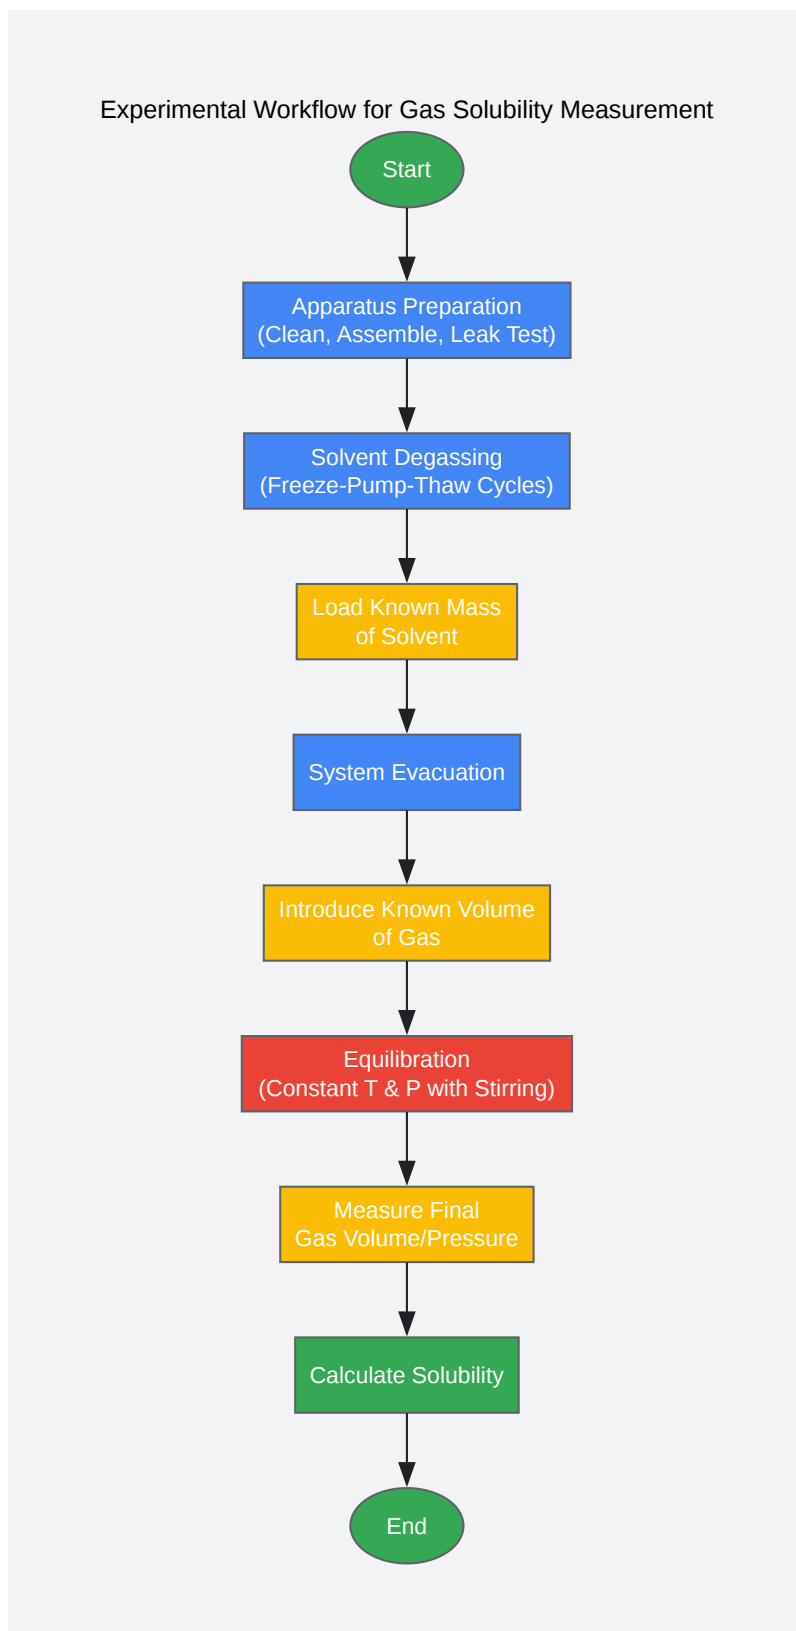 Experimental Workflow for Gas Solubility Measurement
Start
Apparatus Preparation
(Clean, Assemble, Leak Test)
Solvent Degassing
(Freeze-Pump-Thaw Cycles)
Load Known Mass
of Solvent
System Evacuation
Introduce Known Volume
of Gas
Equilibration
(Constant T & P with Stirring)
Measure Final
Gas Volume/Pressure
Calculate Solubility
End